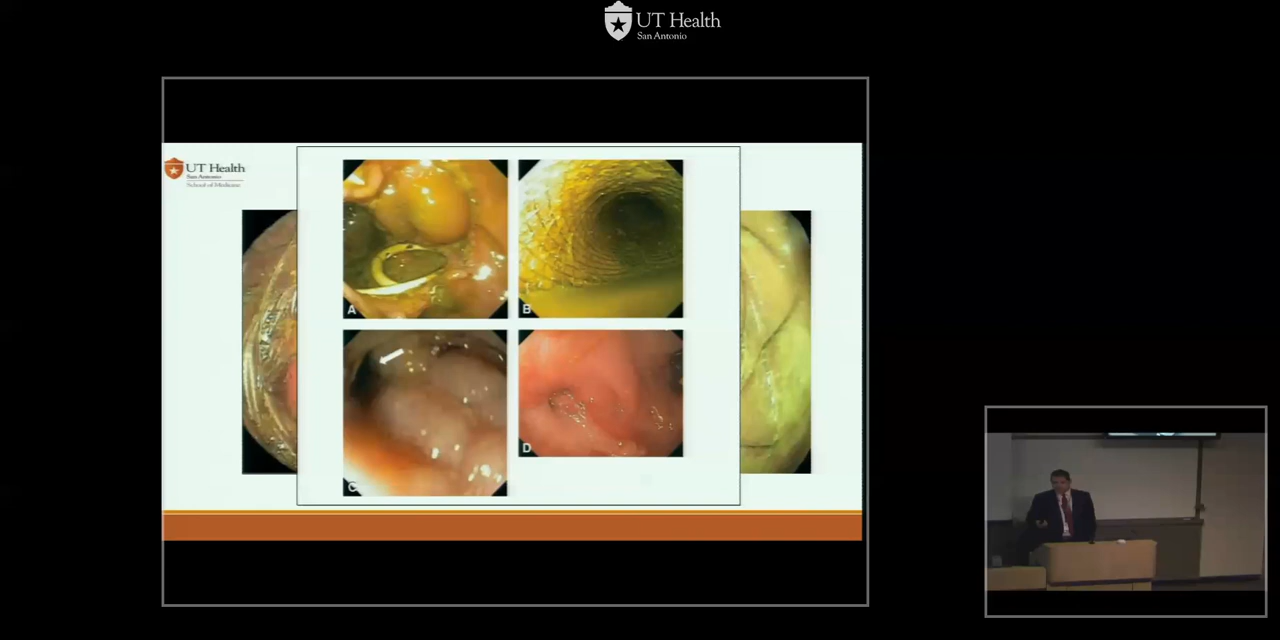 UT Health
San Antonio
UT Health
San Antonio
School of Medicine
A
B
C
D